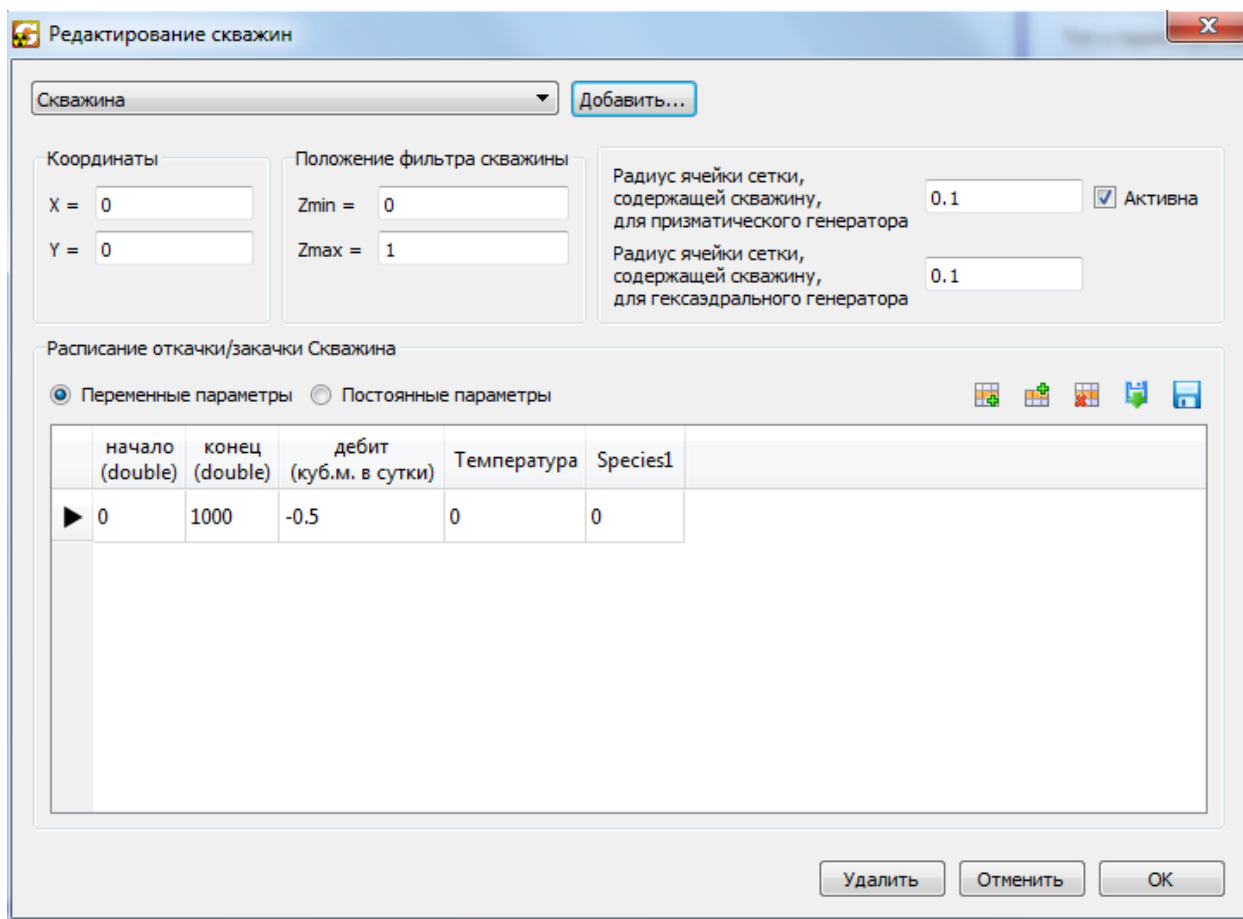 Редактирование скважин
Скважина
Добавить...
Координаты
X = 0
Y = 0
Положение фильтра скважины
Zmin = 0
Zmax = 1
Радиус ячейки сетки,
содержащей скважину,
для призматического генератора
0.1
Активна
Радиус ячейки сетки,
содержащей скважину,
для гексаэдрального генератора
0.1
Расписание откачки/закачки Скважина
Переменные параметры Постоянные параметры
начало конец дебит Температура Species1
(double) (double) (куб.м. в сутки)
0 1000 -0.5 0 0
Удалить Отменить OK